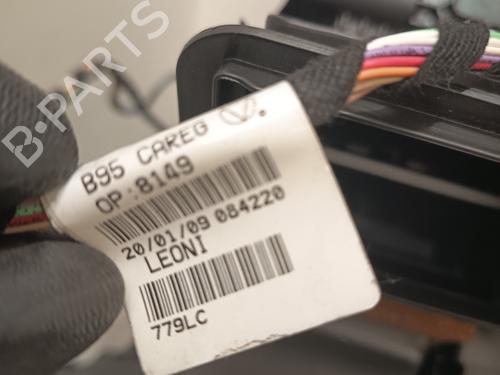 B-PARTS
B95 CAREG
OP :8149
20/01/09 084220
LEONI
779LC